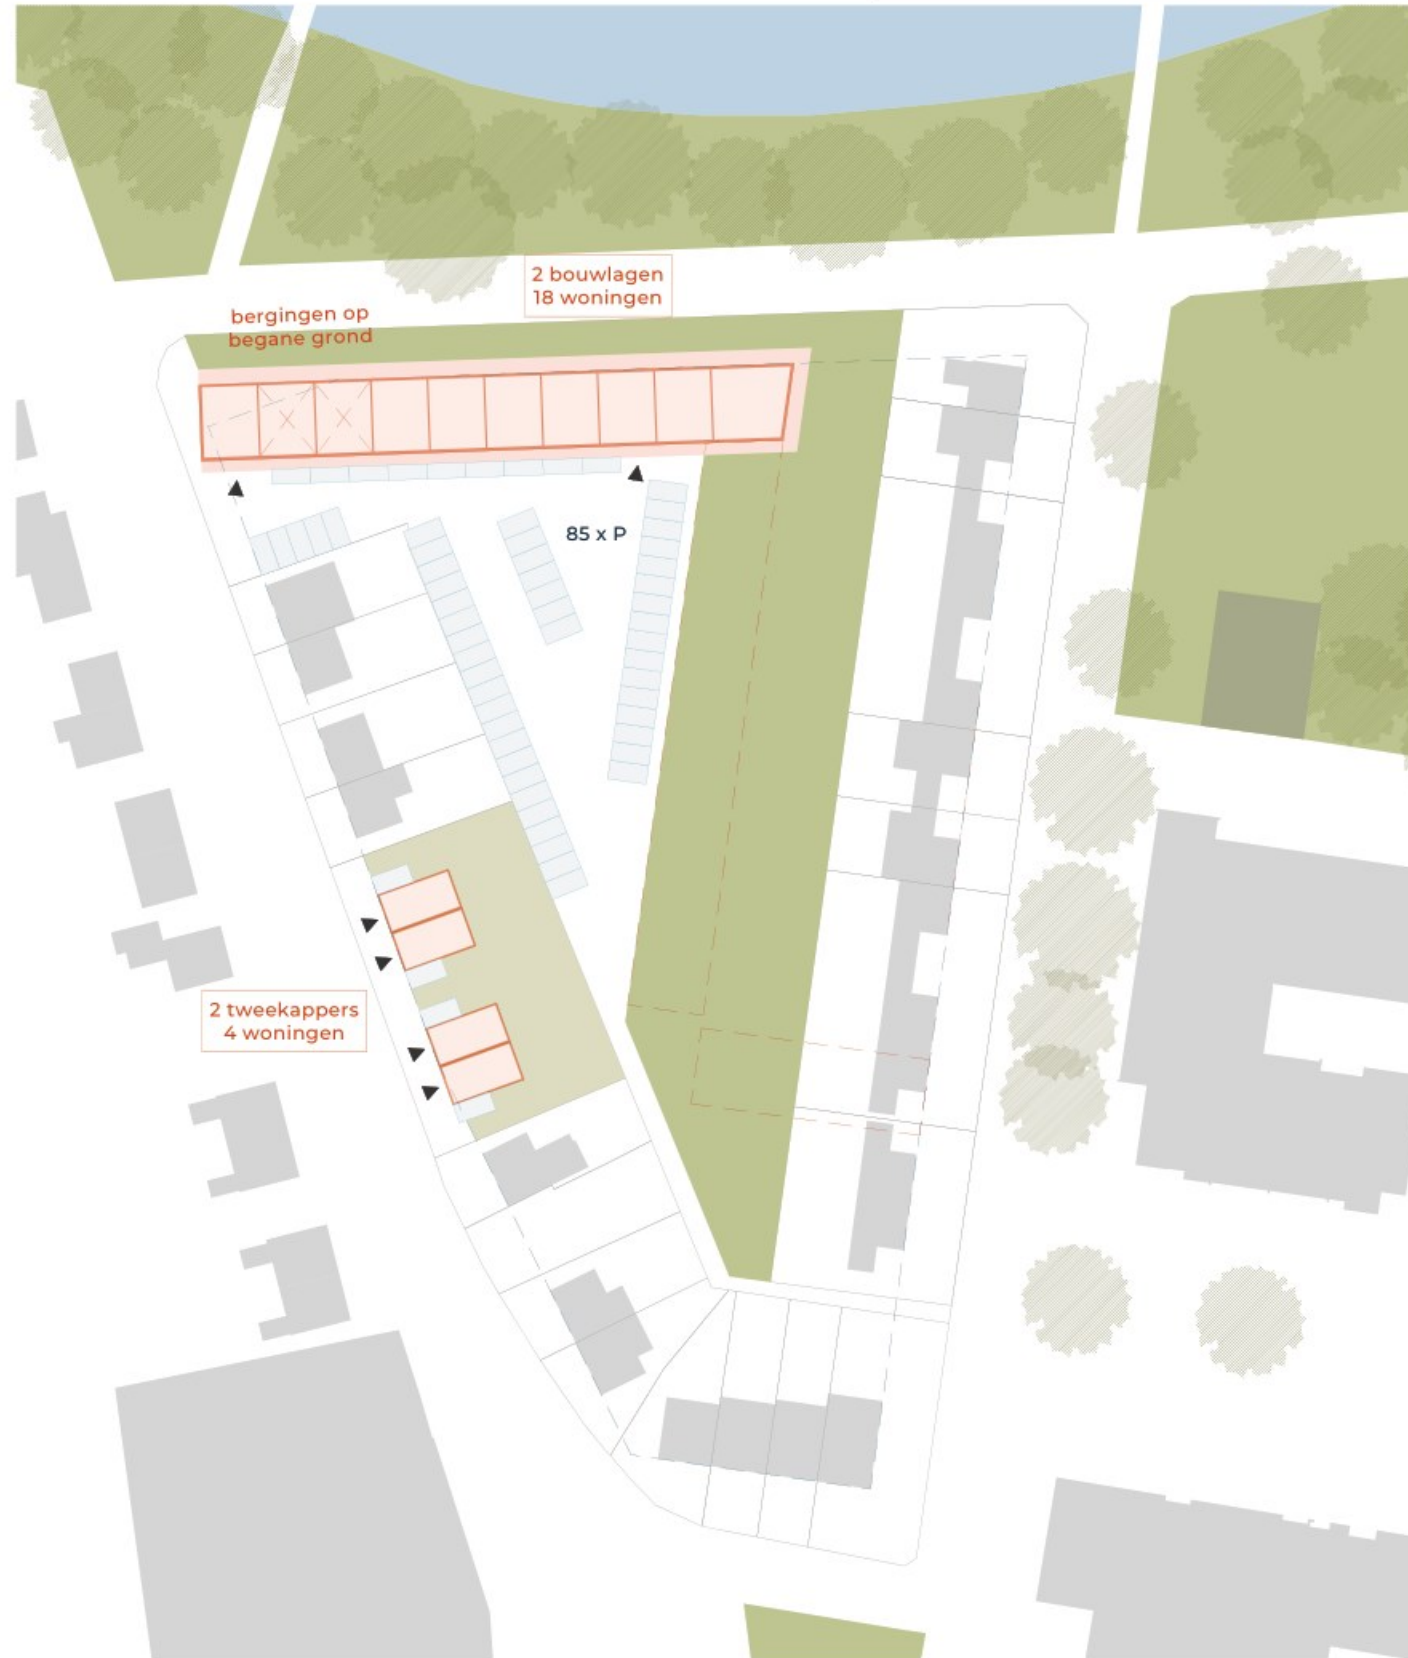 2 bouwlagen
18 woningen
bergingen op
begane grond
85 x P
2 tweekappers
4 woningen